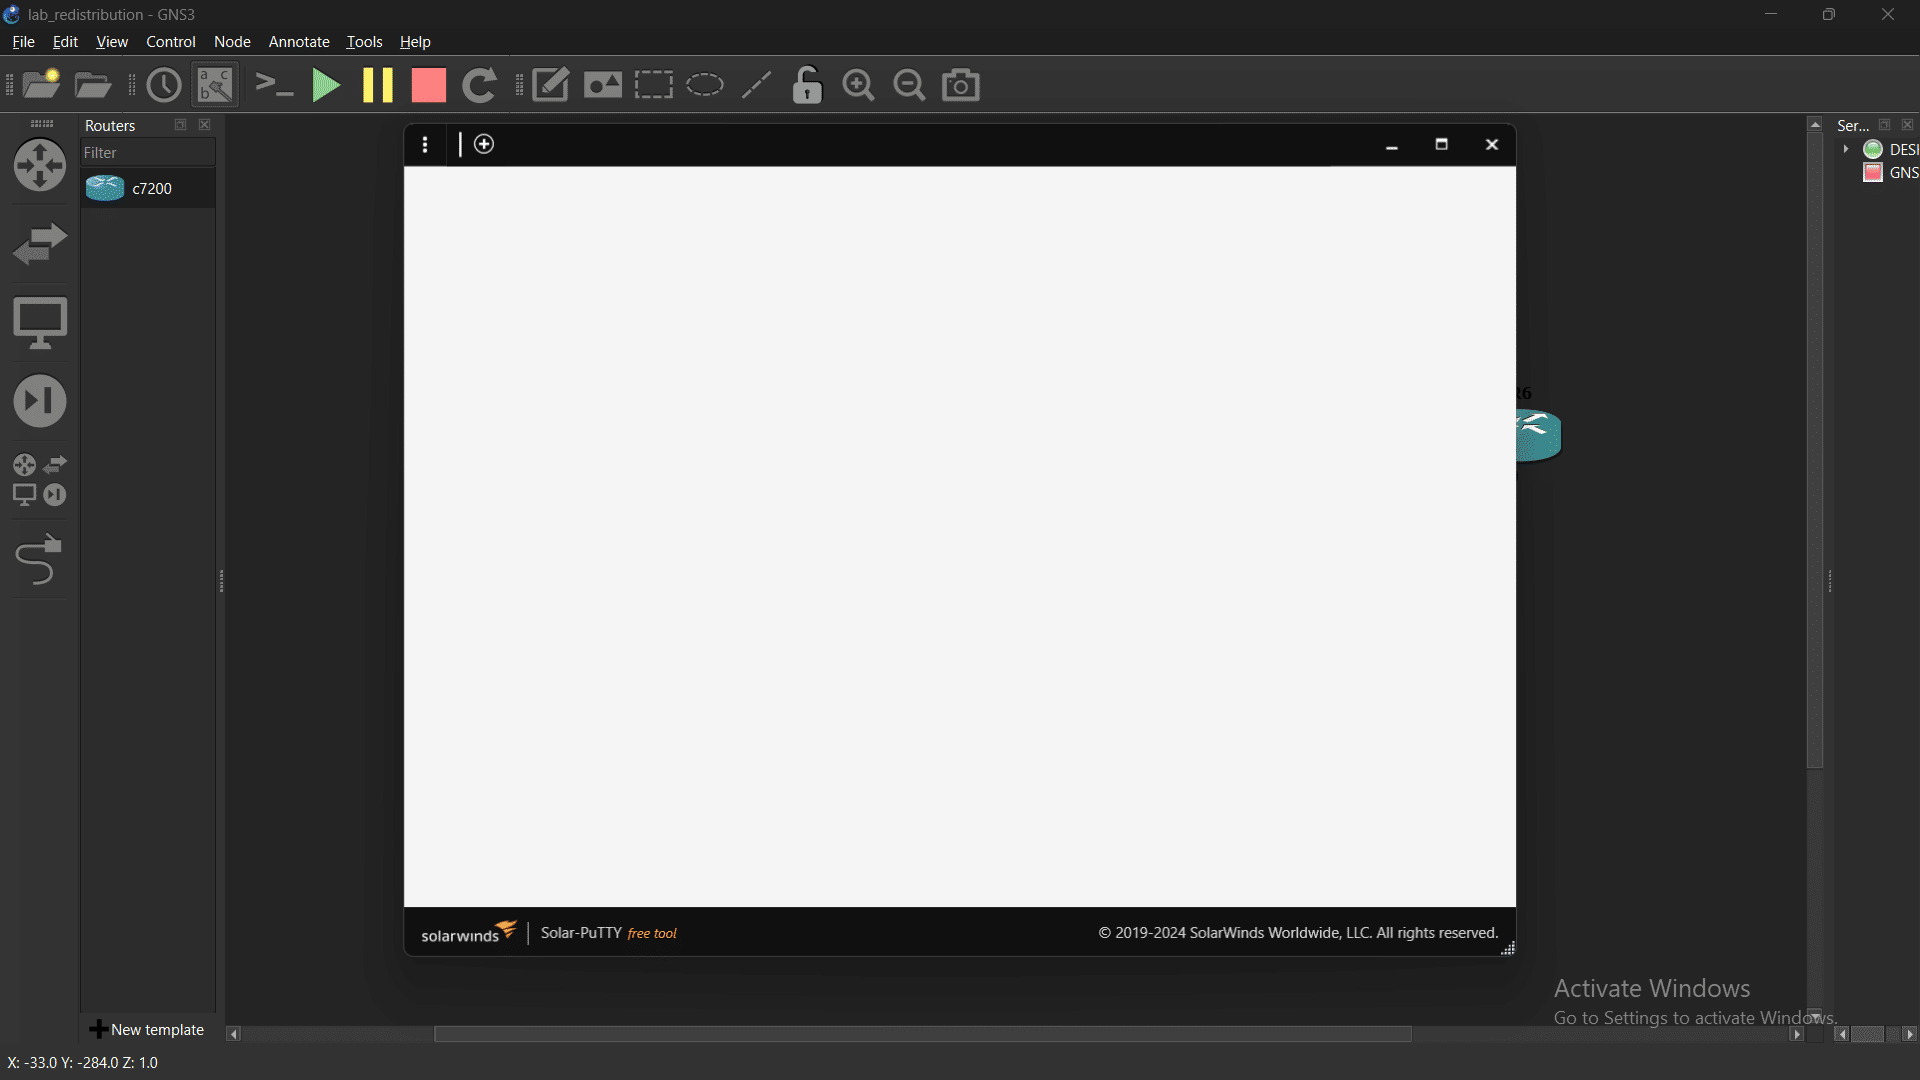 lab_redistribution - GNS3
File Edit View Control Node Annotate Tools Help
Routers
Filter
c7200
New template
X: -33.0 Y: -284.0 Z: 1.0
solarwinds
Solar-PuTTY free tool
© 2019-2024 SolarWinds Worldwide, LLC. All rights reserved.
Ser...
DESI
GNS
Activate Windows
Go to Settings to activate Windows.